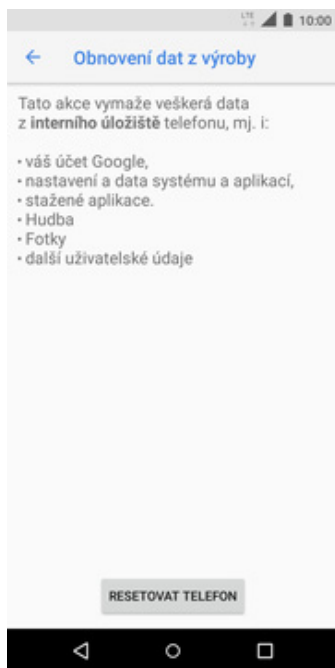 LTE 10:00
Obnovení dat z výroby
Tato akce vymaže veškerá data
z interního úložiště telefonu, mj. i:
• váš účet Google,
• nastavení a data systému a aplikací,
• stažené aplikace.
• Hudba
• Fotky
• další uživatelské údaje
RESETOVAT TELEFON